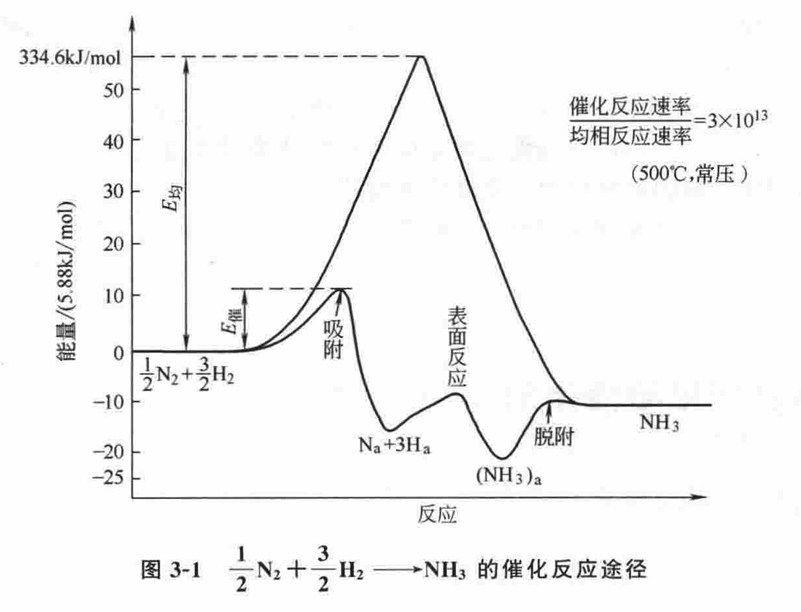 334.6kJ/mol
50
40
30
20
10
0
−10
−20
−25
能量/(5.88kJ/mol)
E均
E催
催化反应速率/均相反应速率=3×10¹³
(500℃,常压)
吸附
表面反应
脱附
1/2N₂+3/2H₂
Nₐ+3Hₐ
(NH₃)ₐ
NH₃
反应
图 3-1 1/2N₂+3/2H₂⟶NH₃ 的催化反应途径